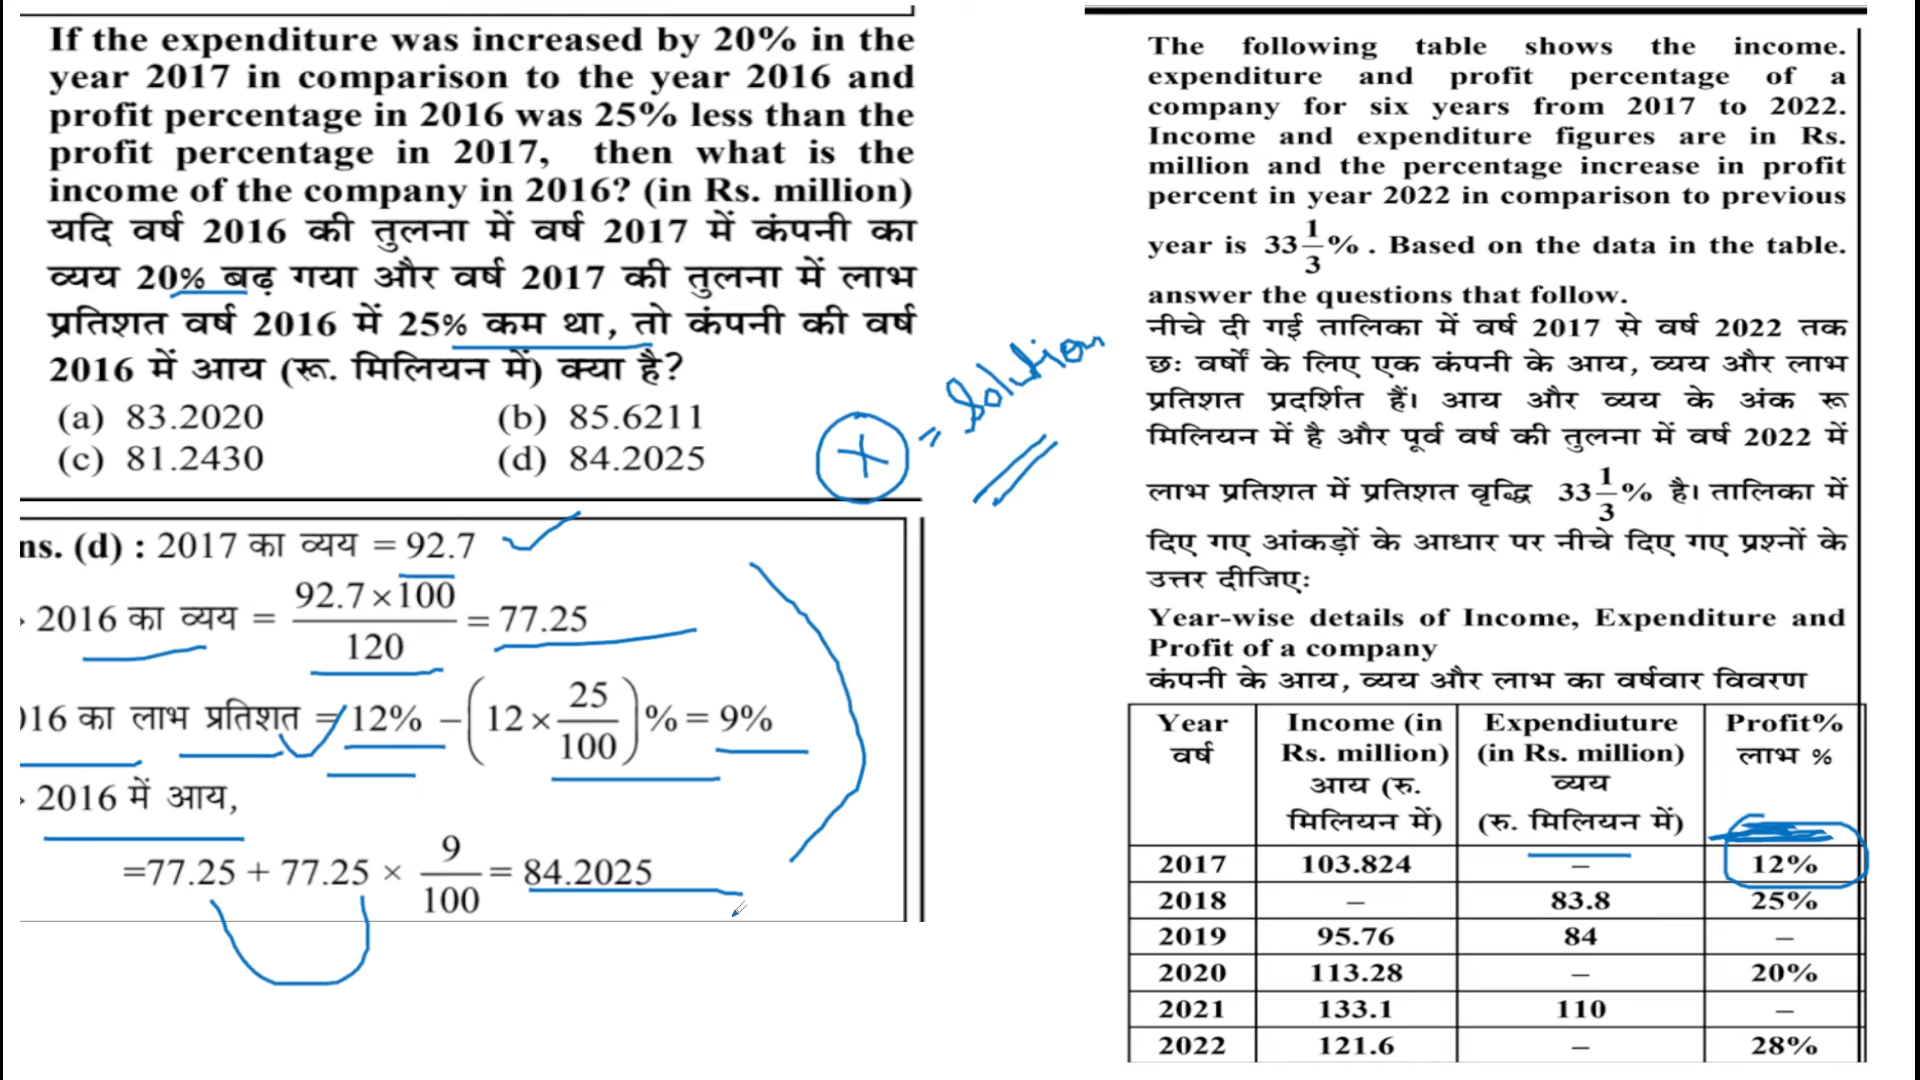 If the expenditure was increased by 20% in the
year 2017 in comparison to the year 2016 and
profit percentage in 2016 was 25% less than the
profit percentage in 2017, then what is the
income of the company in 2016? (in Rs. million)
यदि वर्ष 2016 की तुलना में वर्ष 2017 में कंपनी का
व्यय 20% बढ़ गया और वर्ष 2017 की तुलना में लाभ
प्रतिशत वर्ष 2016 में 25% कम था, तो कंपनी की वर्ष
2016 में आय (रू. मिलियन में) क्या है?
(a) 83.2020 (b) 85.6211
(c) 81.2430 (d) 84.2025
= Solution
ns. (d) : 2017 का व्यय = 92.7
2016 का व्यय = 92.7×100/120 = 77.25
)16 का लाभ प्रतिशत = 12% – (12 × 25/100)% = 9%
2016 में आय,
=77.25 + 77.25 × 9/100 = 84.2025
The following table shows the income.
expenditure and profit percentage of a
company for six years from 2017 to 2022.
Income and expenditure figures are in Rs.
million and the percentage increase in profit
percent in year 2022 in comparison to previous
year is 33 1/3 % . Based on the data in the table.
answer the questions that follow.
नीचे दी गई तालिका में वर्ष 2017 से वर्ष 2022 तक
छः वर्षों के लिए एक कंपनी के आय, व्यय और लाभ
प्रतिशत प्रदर्शित हैं। आय और व्यय के अंक रू
मिलियन में है और पूर्व वर्ष की तुलना में वर्ष 2022 में
लाभ प्रतिशत में प्रतिशत वृद्धि 33 1/3 % है। तालिका में
दिए गए आंकड़ों के आधार पर नीचे दिए गए प्रश्नों के
उत्तर दीजिएः
Year-wise details of Income, Expenditure and
Profit of a company
कंपनी के आय, व्यय और लाभ का वर्षवार विवरण
Year Income (in Expendiuture Profit%
वर्ष Rs. million) (in Rs. million) लाभ %
आय (रु. व्यय
मिलियन में) (रु. मिलियन में)
2017 103.824 – 12%
2018 – 83.8 25%
2019 95.76 84 –
2020 113.28 – 20%
2021 133.1 110 –
2022 121.6 – 28%